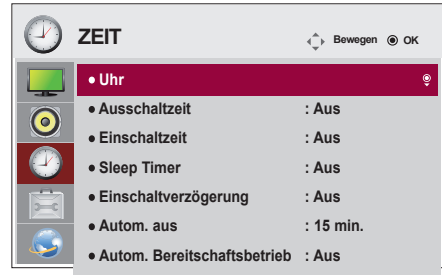 ZEIT Bewegen OK
● Uhr
● Ausschaltzeit : Aus
● Einschaltzeit : Aus
● Sleep Timer : Aus
● Einschaltverzögerung : Aus
● Autom. aus : 15 min.
● Autom. Bereitschaftsbetrieb : Aus